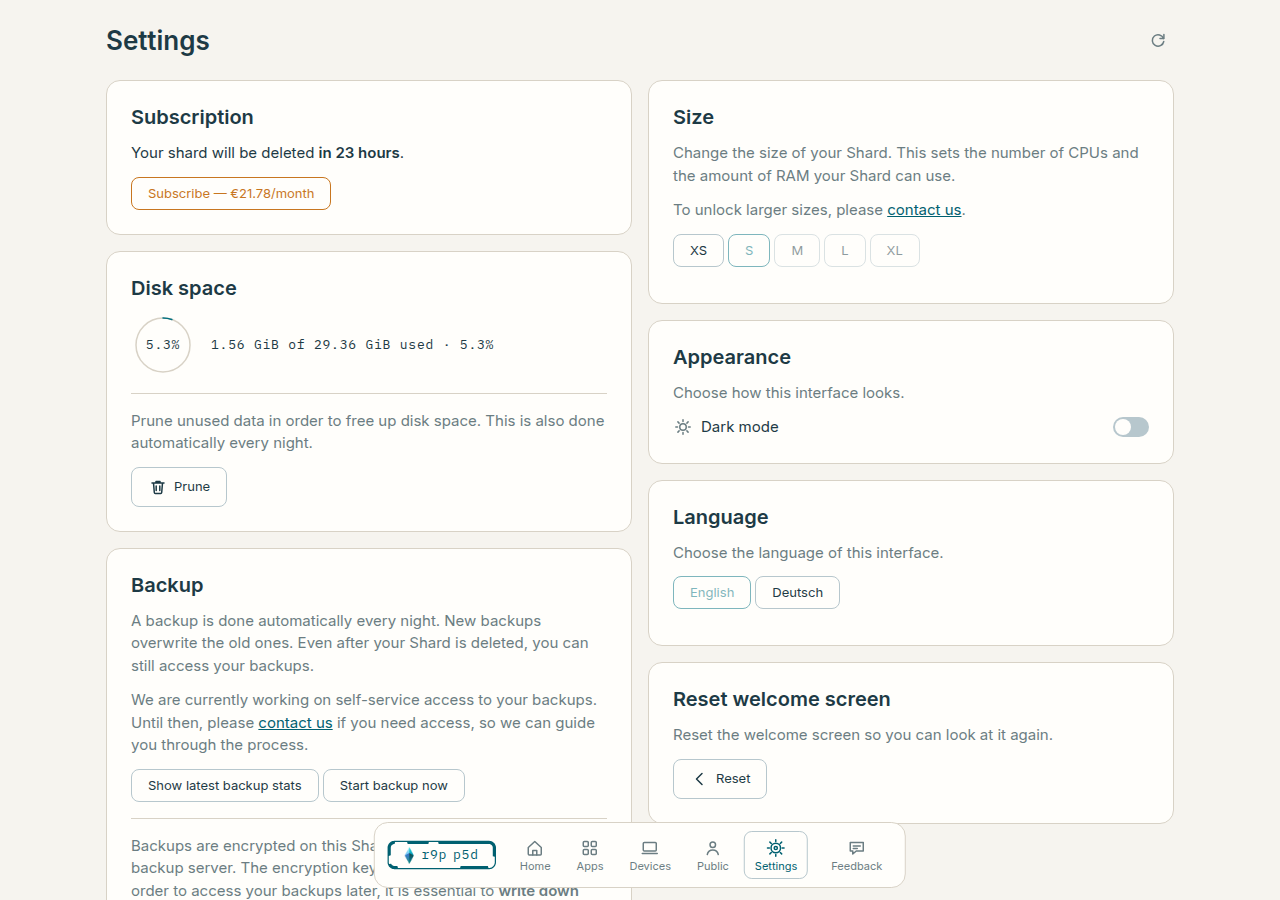 Settings
Subscription
Your shard will be deleted in 23 hours.
Subscribe — €21.78/month
Disk space
5.3%
1.56 GiB of 29.36 GiB used · 5.3%
Prune unused data in order to free up disk space. This is also done
automatically every night.
Prune
Backup
A backup is done automatically every night. New backups
overwrite the old ones. Even after your Shard is deleted, you can
still access your backups.
We are currently working on self-service access to your backups.
Until then, please contact us if you need access, so we can guide
you through the process.
Show latest backup stats
Start backup now
Backups are encrypted on this Sha
backup server. The encryption key
order to access your backups later, it is essential to write down
Size
Change the size of your Shard. This sets the number of CPUs and
the amount of RAM your Shard can use.
To unlock larger sizes, please contact us.
XS S M L XL
Appearance
Choose how this interface looks.
Dark mode
Language
Choose the language of this interface.
English Deutsch
Reset welcome screen
Reset the welcome screen so you can look at it again.
Reset
r9p p5d
Home
Apps
Devices
Public
Settings
Feedback